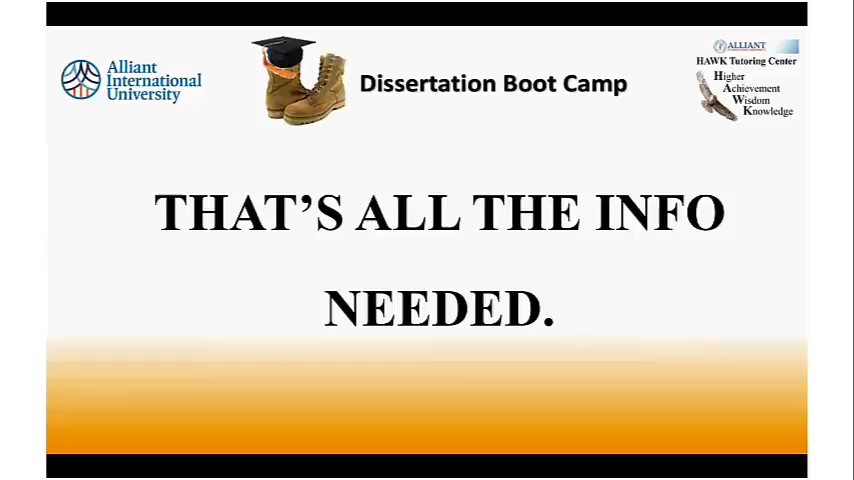 Alliant
International
University
Dissertation Boot Camp
ALLIANT
HAWK Tutoring Center
Higher
Achievement
Wisdom
Knowledge
THAT'S ALL THE INFO
NEEDED.